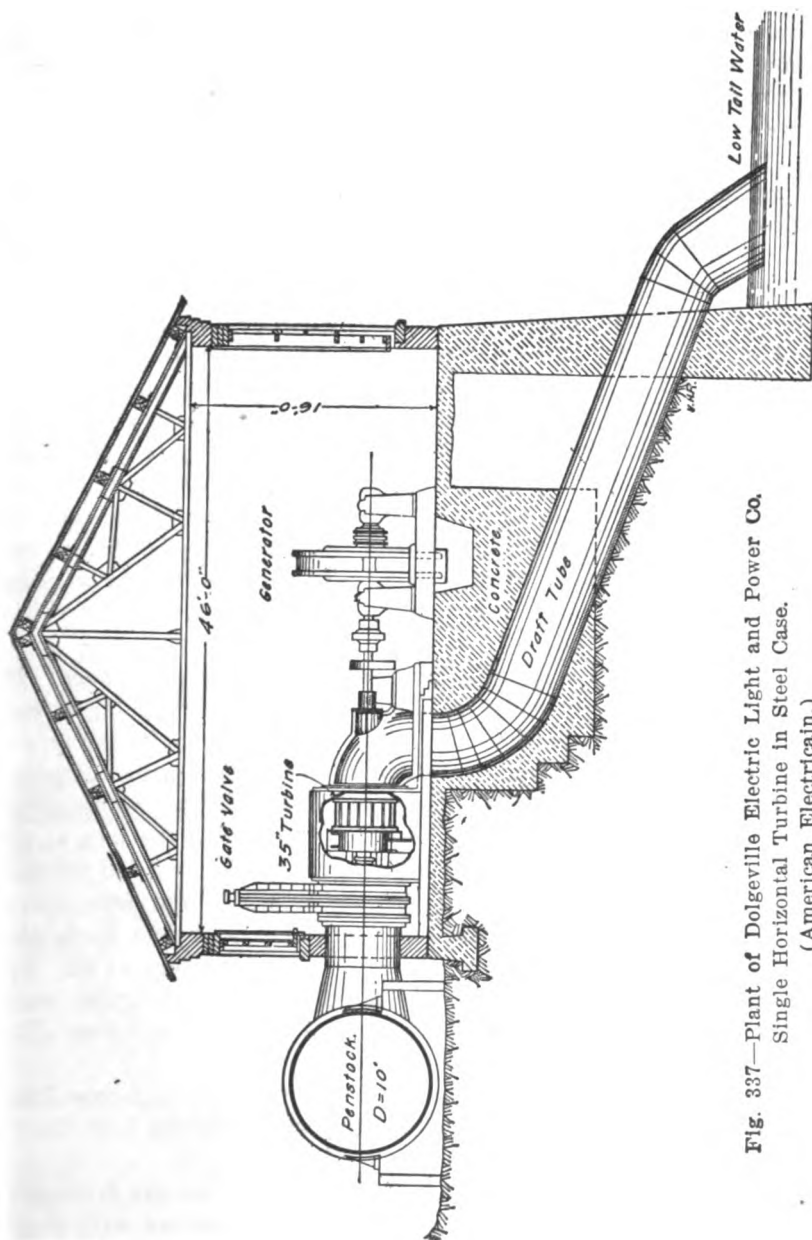 Low Tail Water
16'-0"
46'-0"
Generator
Gate Valve
35" Turbine
Concrete.
Draft Tube
Penstock.
D=10'
Fig. 337—Plant of Dolgeville Electric Light and Power Co.
Single Horizontal Turbine in Steel Case.
(American Electricain.)